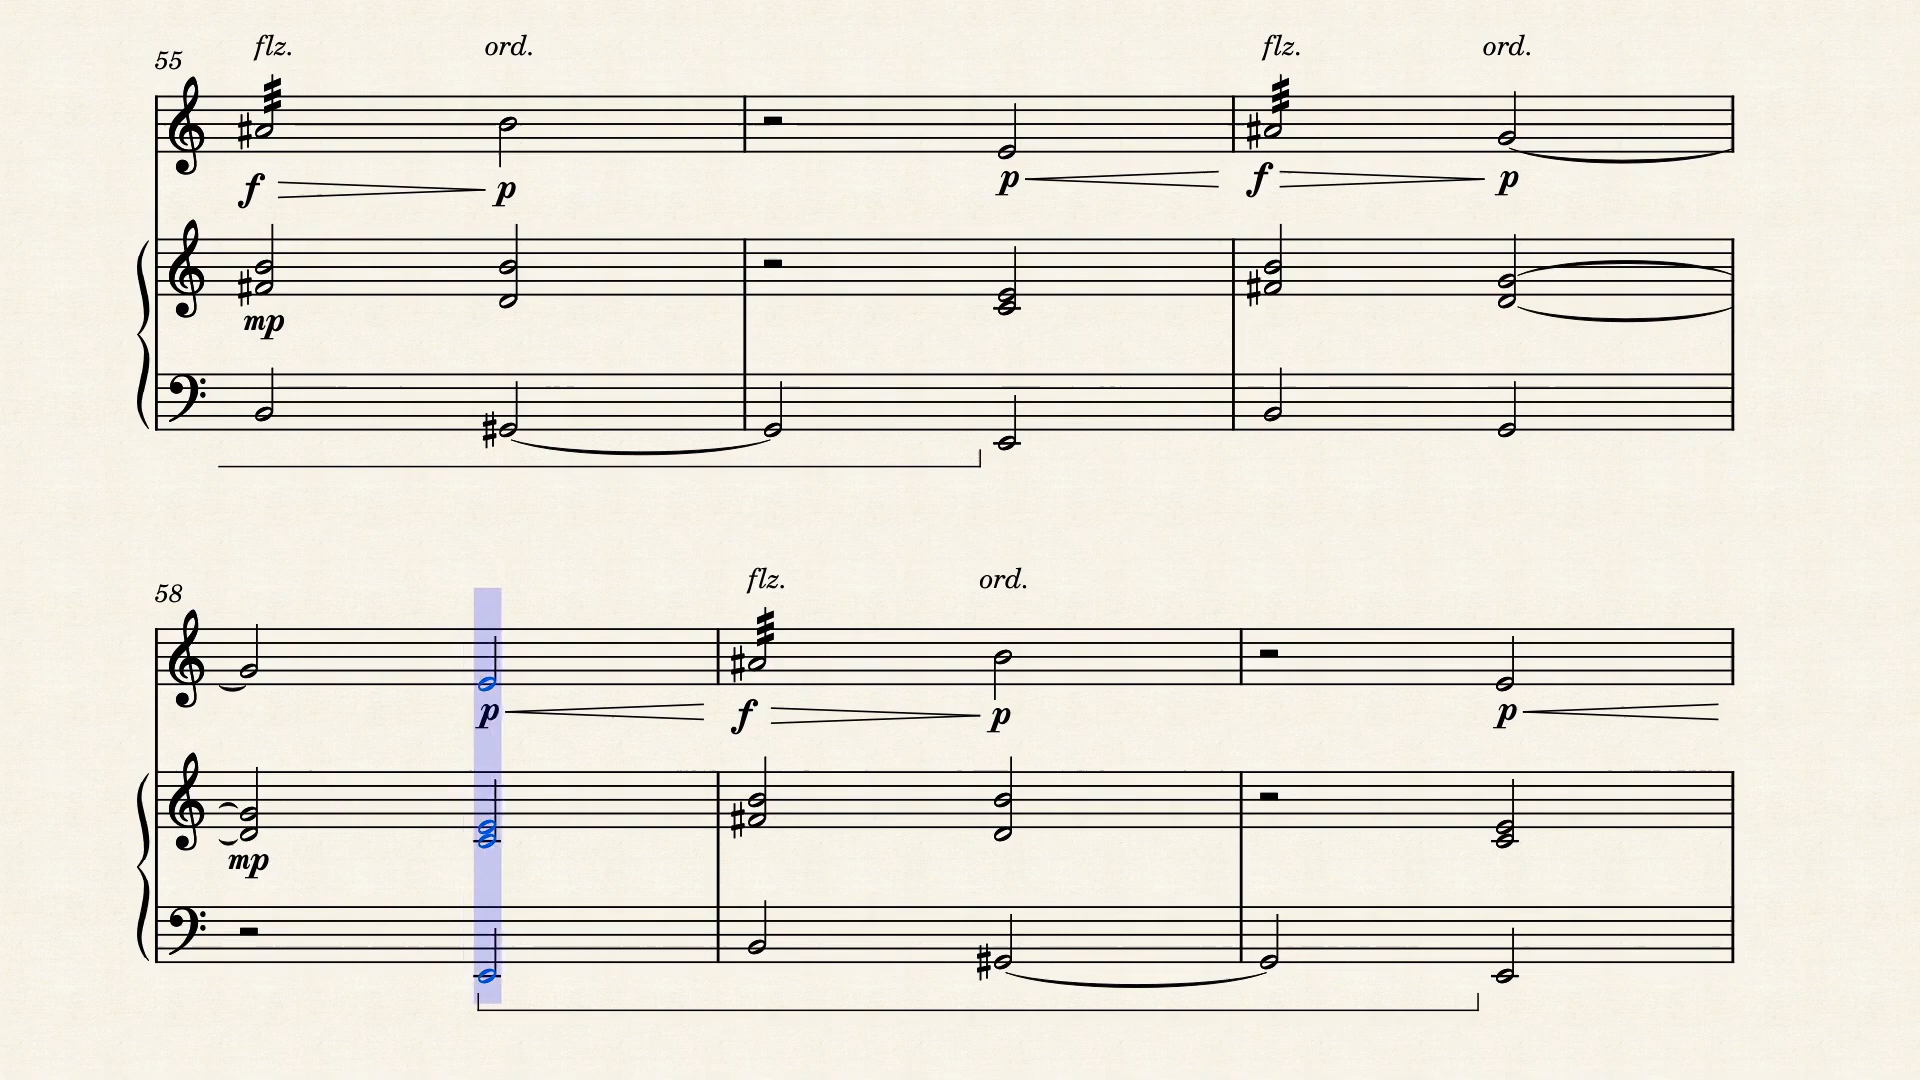 55 flz. ord. flz. ord.
f p p f p
mp
58 flz. ord.
p f p p
mp